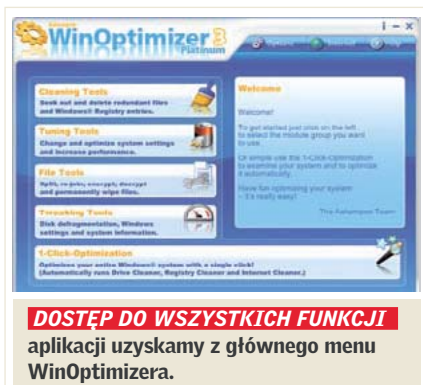 Ashampoo
WinOptimizer 3
Platinum
i – x
Options
Internet
Help
Cleaning Tools
Seek out and delete redundant files
and Windows® Registry entries.
Tuning Tools
Change and optimize system settings
and increase performance.
File Tools
Split, re-join, encrypt, decrypt
and permanently wipe files.
Tweaking Tools
Disk defragmentation, Windows
settings and system information.
1-Click-Optimization
Optimizes your entire Windows® system with a single click!
(Automatically runs Drive Cleaner, Registry Cleaner and Internet Cleaner.)
Welcome
Welcome!
To get started just click on the left
to select the module group you want
to use.
Or simple use the 1-Click-Optimization
to examine your system and to optimize
it automatically.
Have fun optimizing your system
– it's really easy!
The Ashampoo Team
DOSTĘP DO WSZYSTKICH FUNKCJI
aplikacji uzyskamy z głównego menu
WinOptimizera.